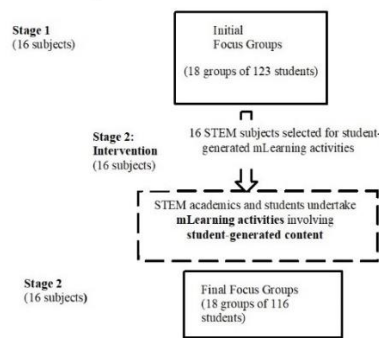 Stage 1
(16 subjects)
Initial
Focus Groups
(18 groups of 123 students)
Stage 2:
Intervention
(16 subjects)
16 STEM subjects selected for student-
generated mLearning activities
STEM academics and students undertake
mLearning activities involving
student-generated content
Stage 2
(16 subjects)
Final Focus Groups
(18 groups of 116
students)